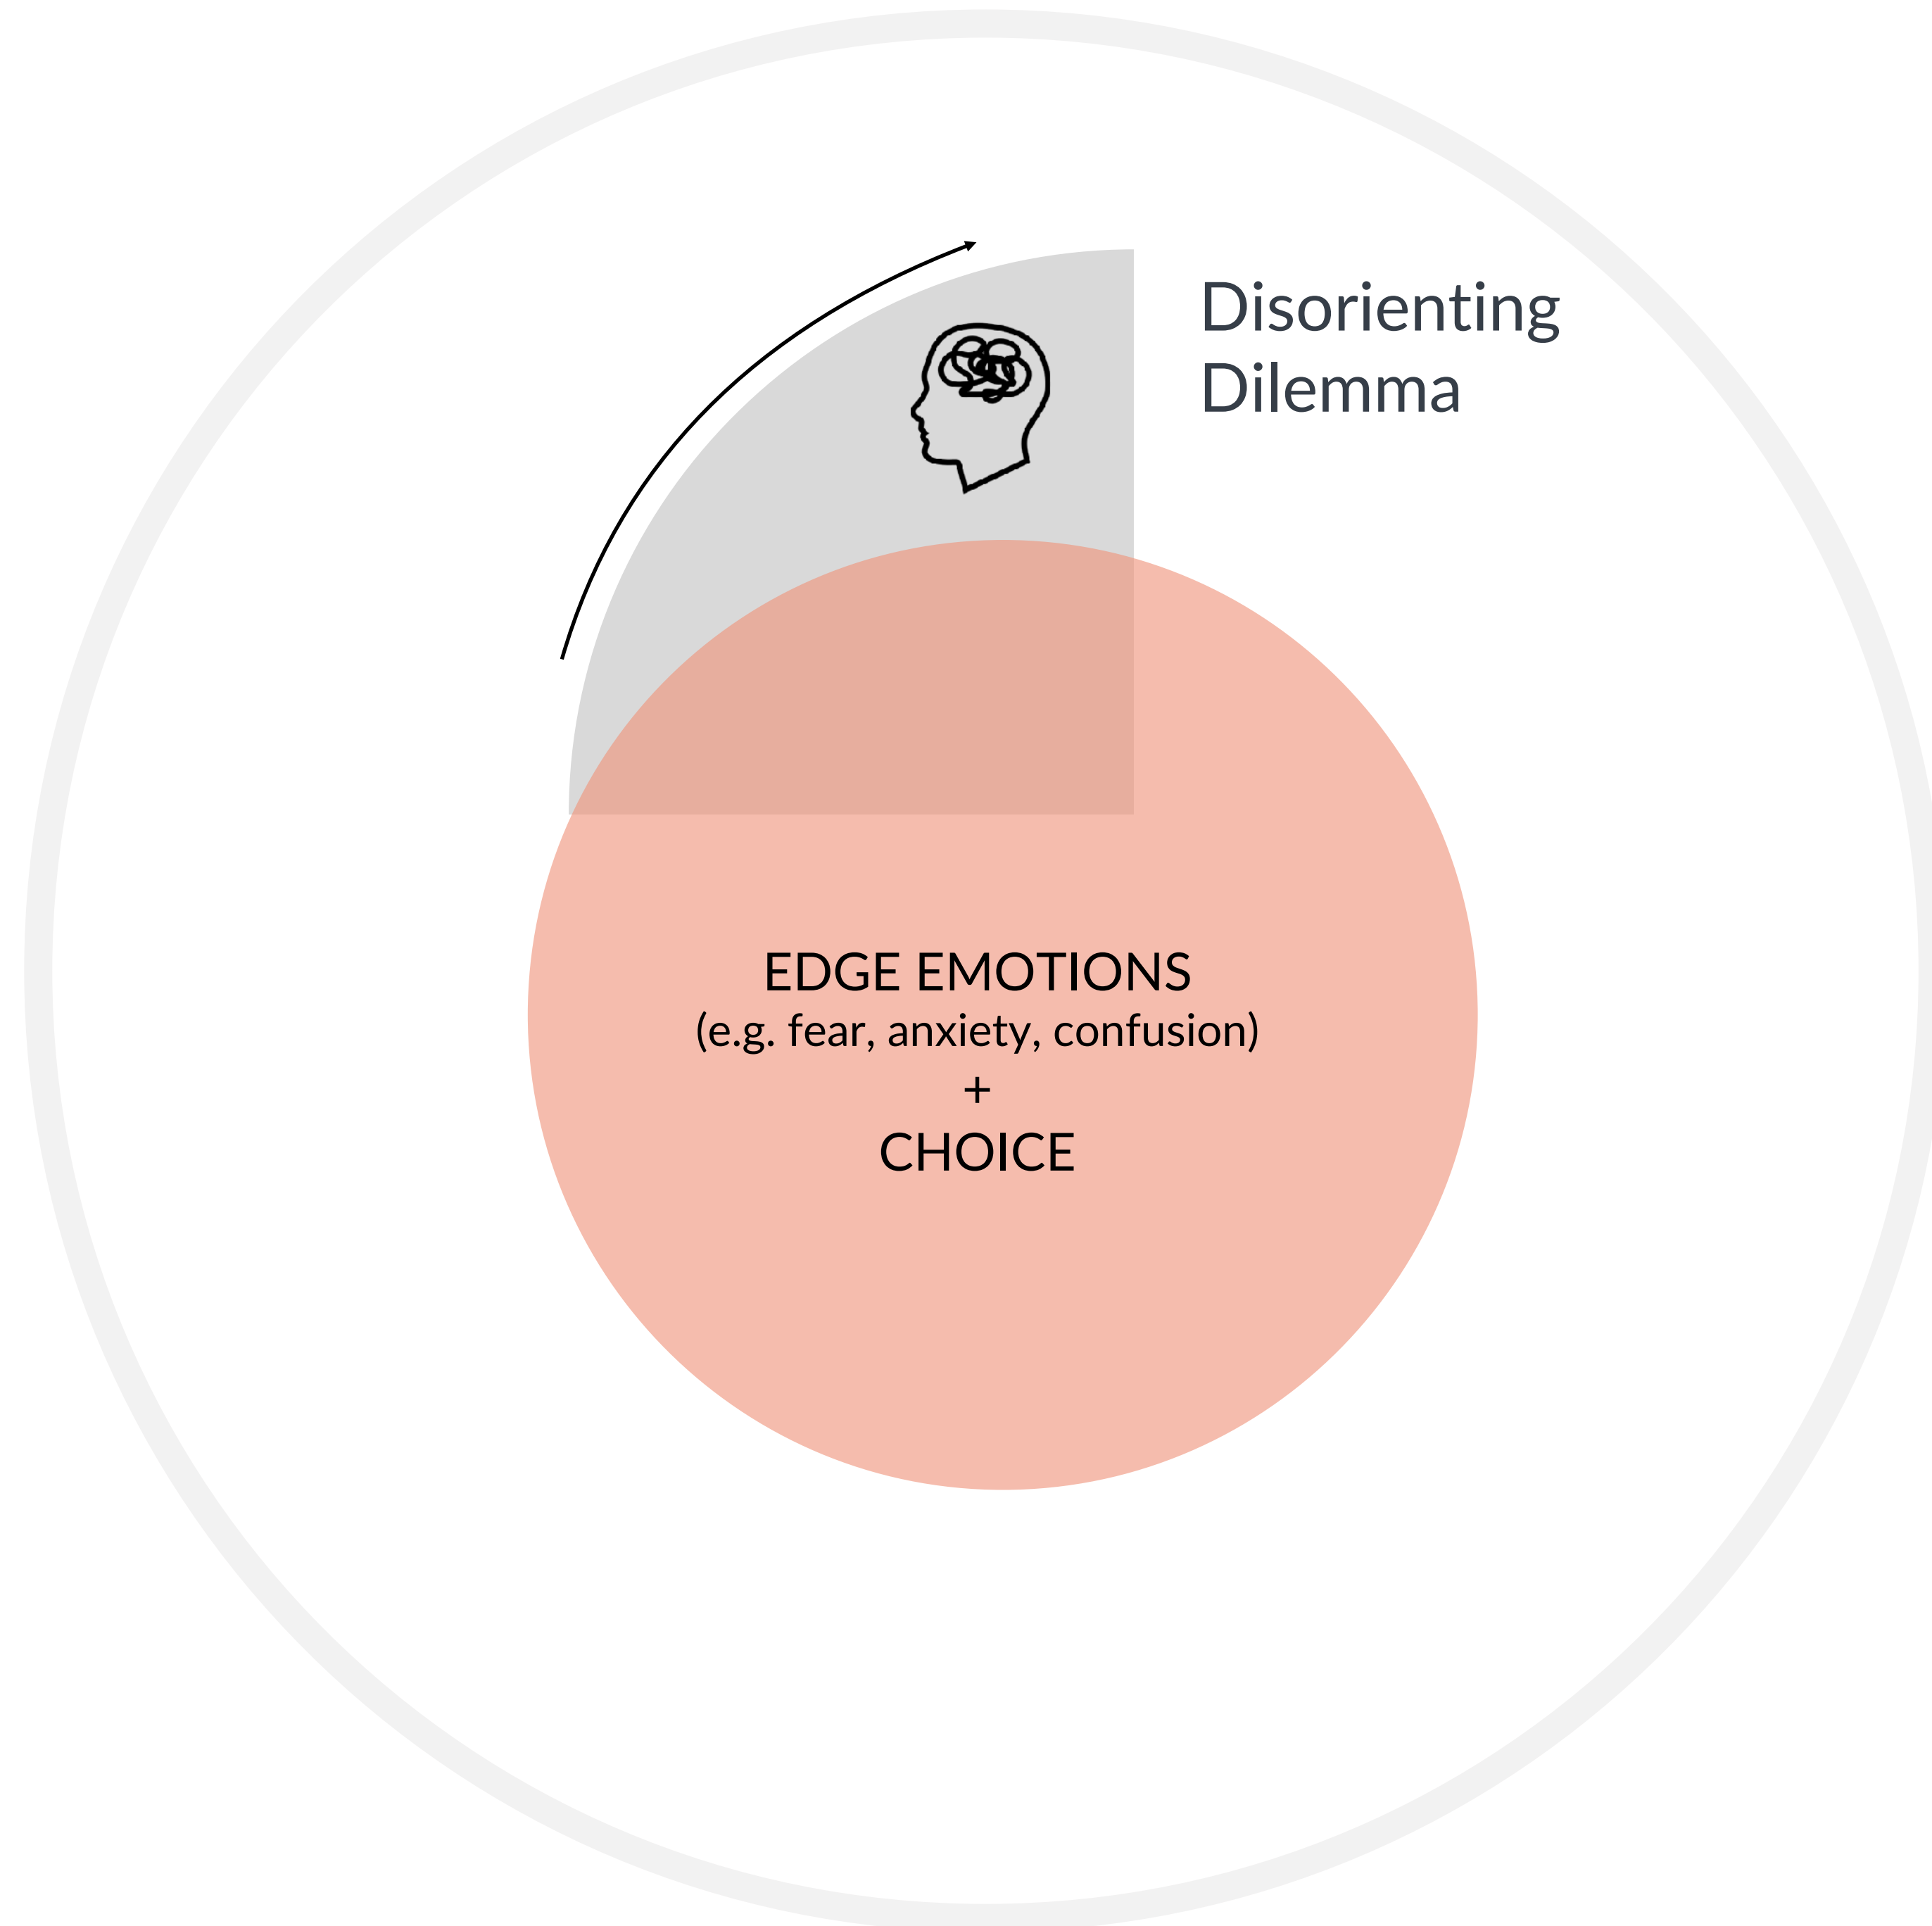 Disorienting
Dilemma
EDGE EMOTIONS
(e.g. fear, anxiety, confusion)
+
CHOICE